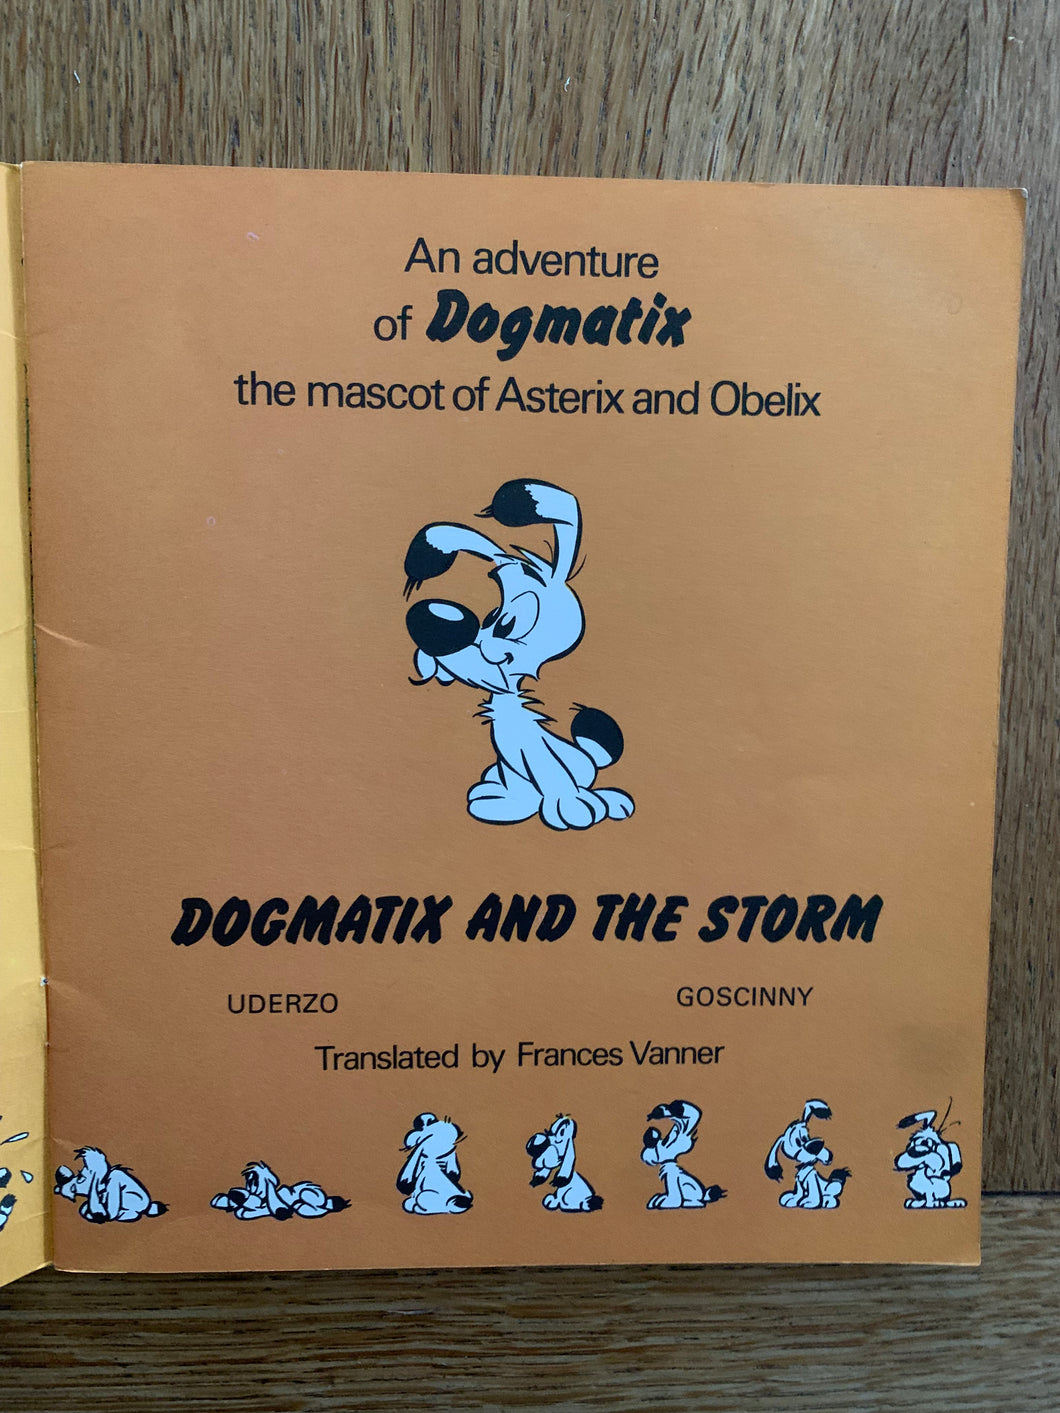 An adventure
of Dogmatix
the mascot of Asterix and Obelix
DOGMATIX AND THE STORM
UDERZO GOSCINNY
Translated by Frances Vanner